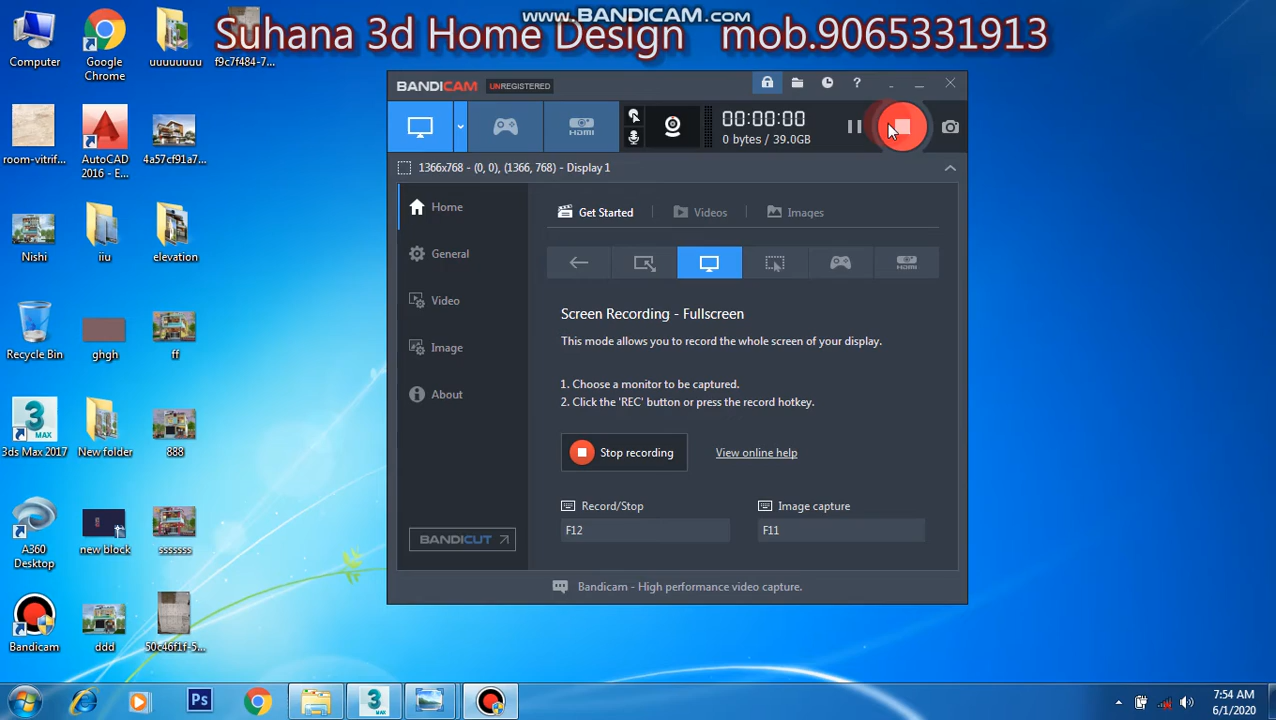 www.BANDICAM.com
Suhana 3d Home Design mob.9065331913
Computer
Google Chrome
uuuuuuuu
f9c7f484-7...
room-vitrif...
AutoCAD 2016 - E...
4a57cf91a7...
Nishi
iiu
elevation
Recycle Bin
ghgh
ff
3ds Max 2017
New folder
888
A360 Desktop
new block
sssssss
Bandicam
ddd
50c46f1f-5...
BANDICAM UNREGISTERED
?
HDMI
00:00:00
0 bytes / 39.0GB
1366x768 - (0, 0), (1366, 768) - Display 1
Home
General
Video
Image
About
BANDICUT
Get Started
Videos
Images
HDMI
Screen Recording - Fullscreen
This mode allows you to record the whole screen of your display.
1. Choose a monitor to be captured.
2. Click the 'REC' button or press the record hotkey.
Stop recording
View online help
Record/Stop
Image capture
F12
F11
Bandicam - High performance video capture.
Ps
3
7:54 AM
6/1/2020